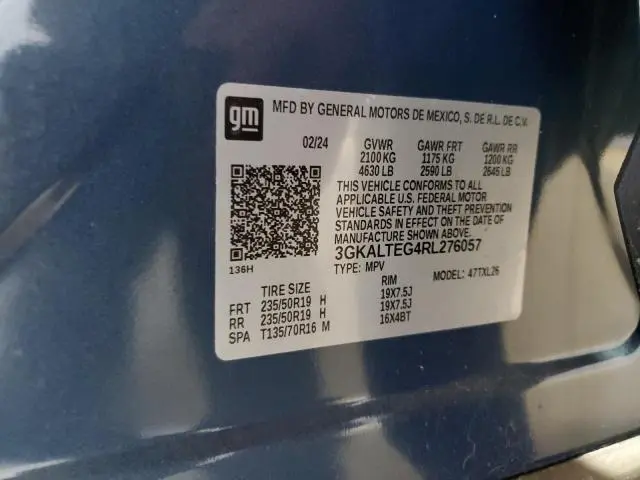 gm
MFD BY GENERAL MOTORS DE MEXICO, S. DE R.L. DE C.V.
02/24 GVWR GAWR FRT GAWR RR
2100 KG 1175 KG 1200 KG
4630 LB 2590 LB 2645 LB
THIS VEHICLE CONFORMS TO ALL
APPLICABLE U.S. FEDERAL MOTOR
VEHICLE SAFETY AND THEFT PREVENTION
STANDARDS IN EFFECT ON THE DATE OF
MANUFACTURE SHOWN ABOVE.
3GKALTEG4RL276057
136H
TYPE: MPV MODEL: 47TXL26
TIRE SIZE RIM
FRT 235/50R19 H 19X7.5J
RR 235/50R19 H 19X7.5J
SPA T135/70R16 M 16X4BT